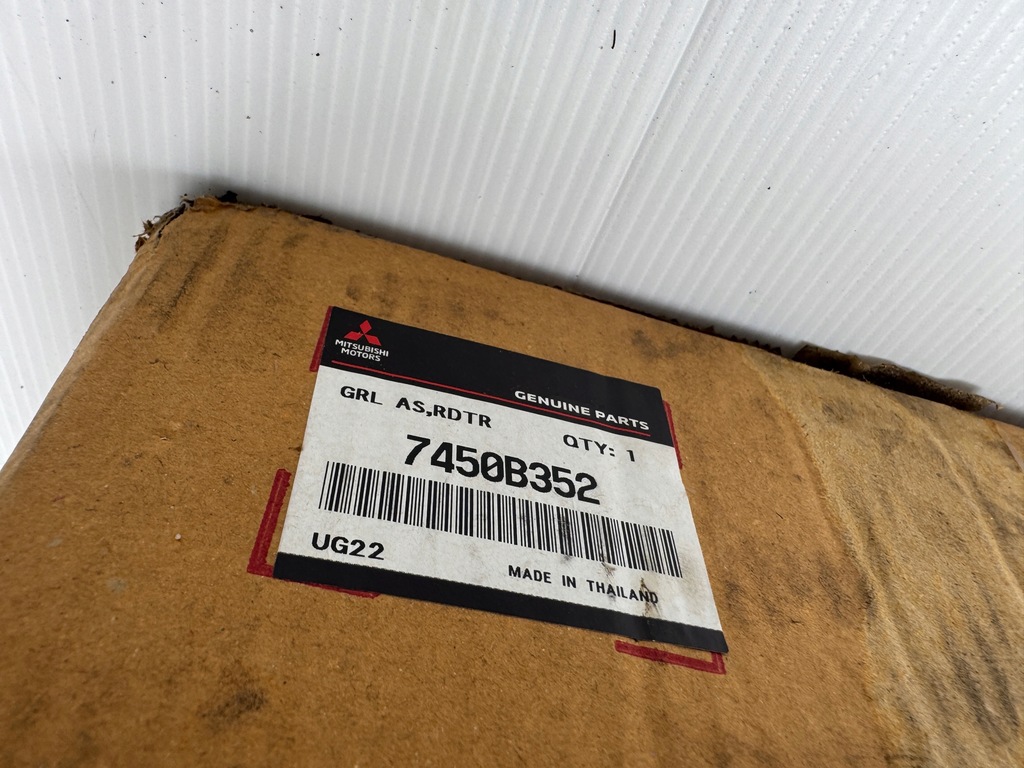 MITSUBISHI
MOTORS
GENUINE PARTS
GRL AS,RDTR
QTY: 1
7450B352
UG22
MADE IN THAILAND